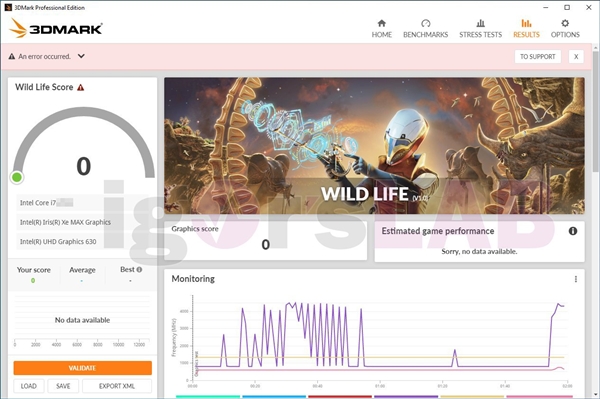 3DMark Professional Edition
3DMARK
HOME
BENCHMARKS
STRESS TESTS
RESULTS
OPTIONS
An error occurred.
TO SUPPORT
X
Wild Life Score
0
Intel Core i7
Intel(R) Iris(R) Xe MAX Graphics
Intel(R) UHD Graphics 630
WILD LIFE (V1.0)
igor'sLAB
Graphics score
0
Estimated game performance
Sorry, no data available.
Your score
0
Average
-
Best
-
No data available
0 2000 4000 6000 8000 10000 12000
VALIDATE
LOAD
SAVE
EXPORT XML
Monitoring
Frequency (MHz)
4000
2000
0
00:00 00:20 00:40 01:00 01:20 01:40 02:00